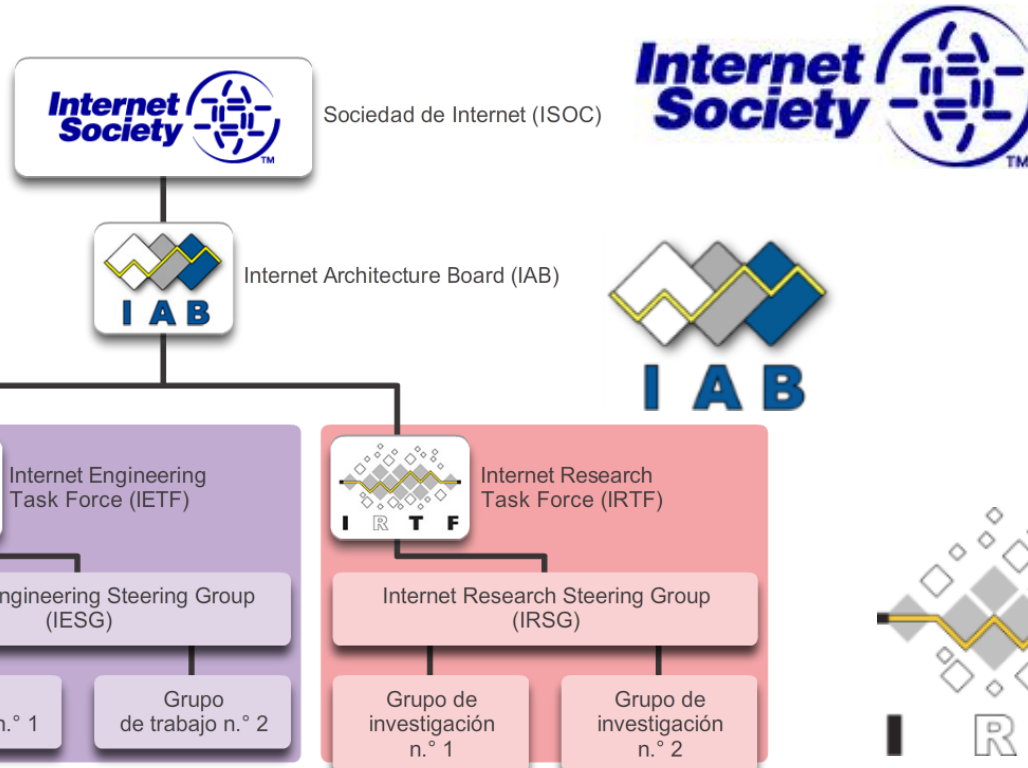 Internet
Society
TM
Sociedad de Internet (ISOC)
Internet
Society
TM
IAB
Internet Architecture Board (IAB)
IAB
Internet Engineering
Task Force (IETF)
IRTF
Internet Research
Task Force (IRTF)
ngineering Steering Group
(IESG)
Internet Research Steering Group
(IRSG)
n.° 1
Grupo
de trabajo n.° 2
Grupo de
investigación
n.° 1
Grupo de
investigación
n.° 2
I R